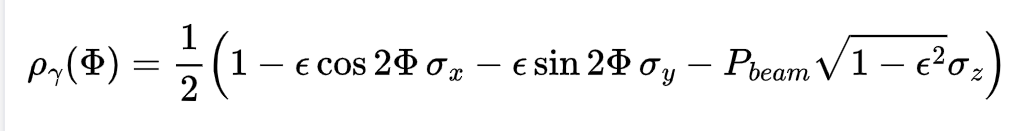 ρ_γ(Φ) = 1/2 (1 − ϵ cos 2Φ σ_x − ϵ sin 2Φ σ_y − P_beam √(1 − ϵ²) σ_z)